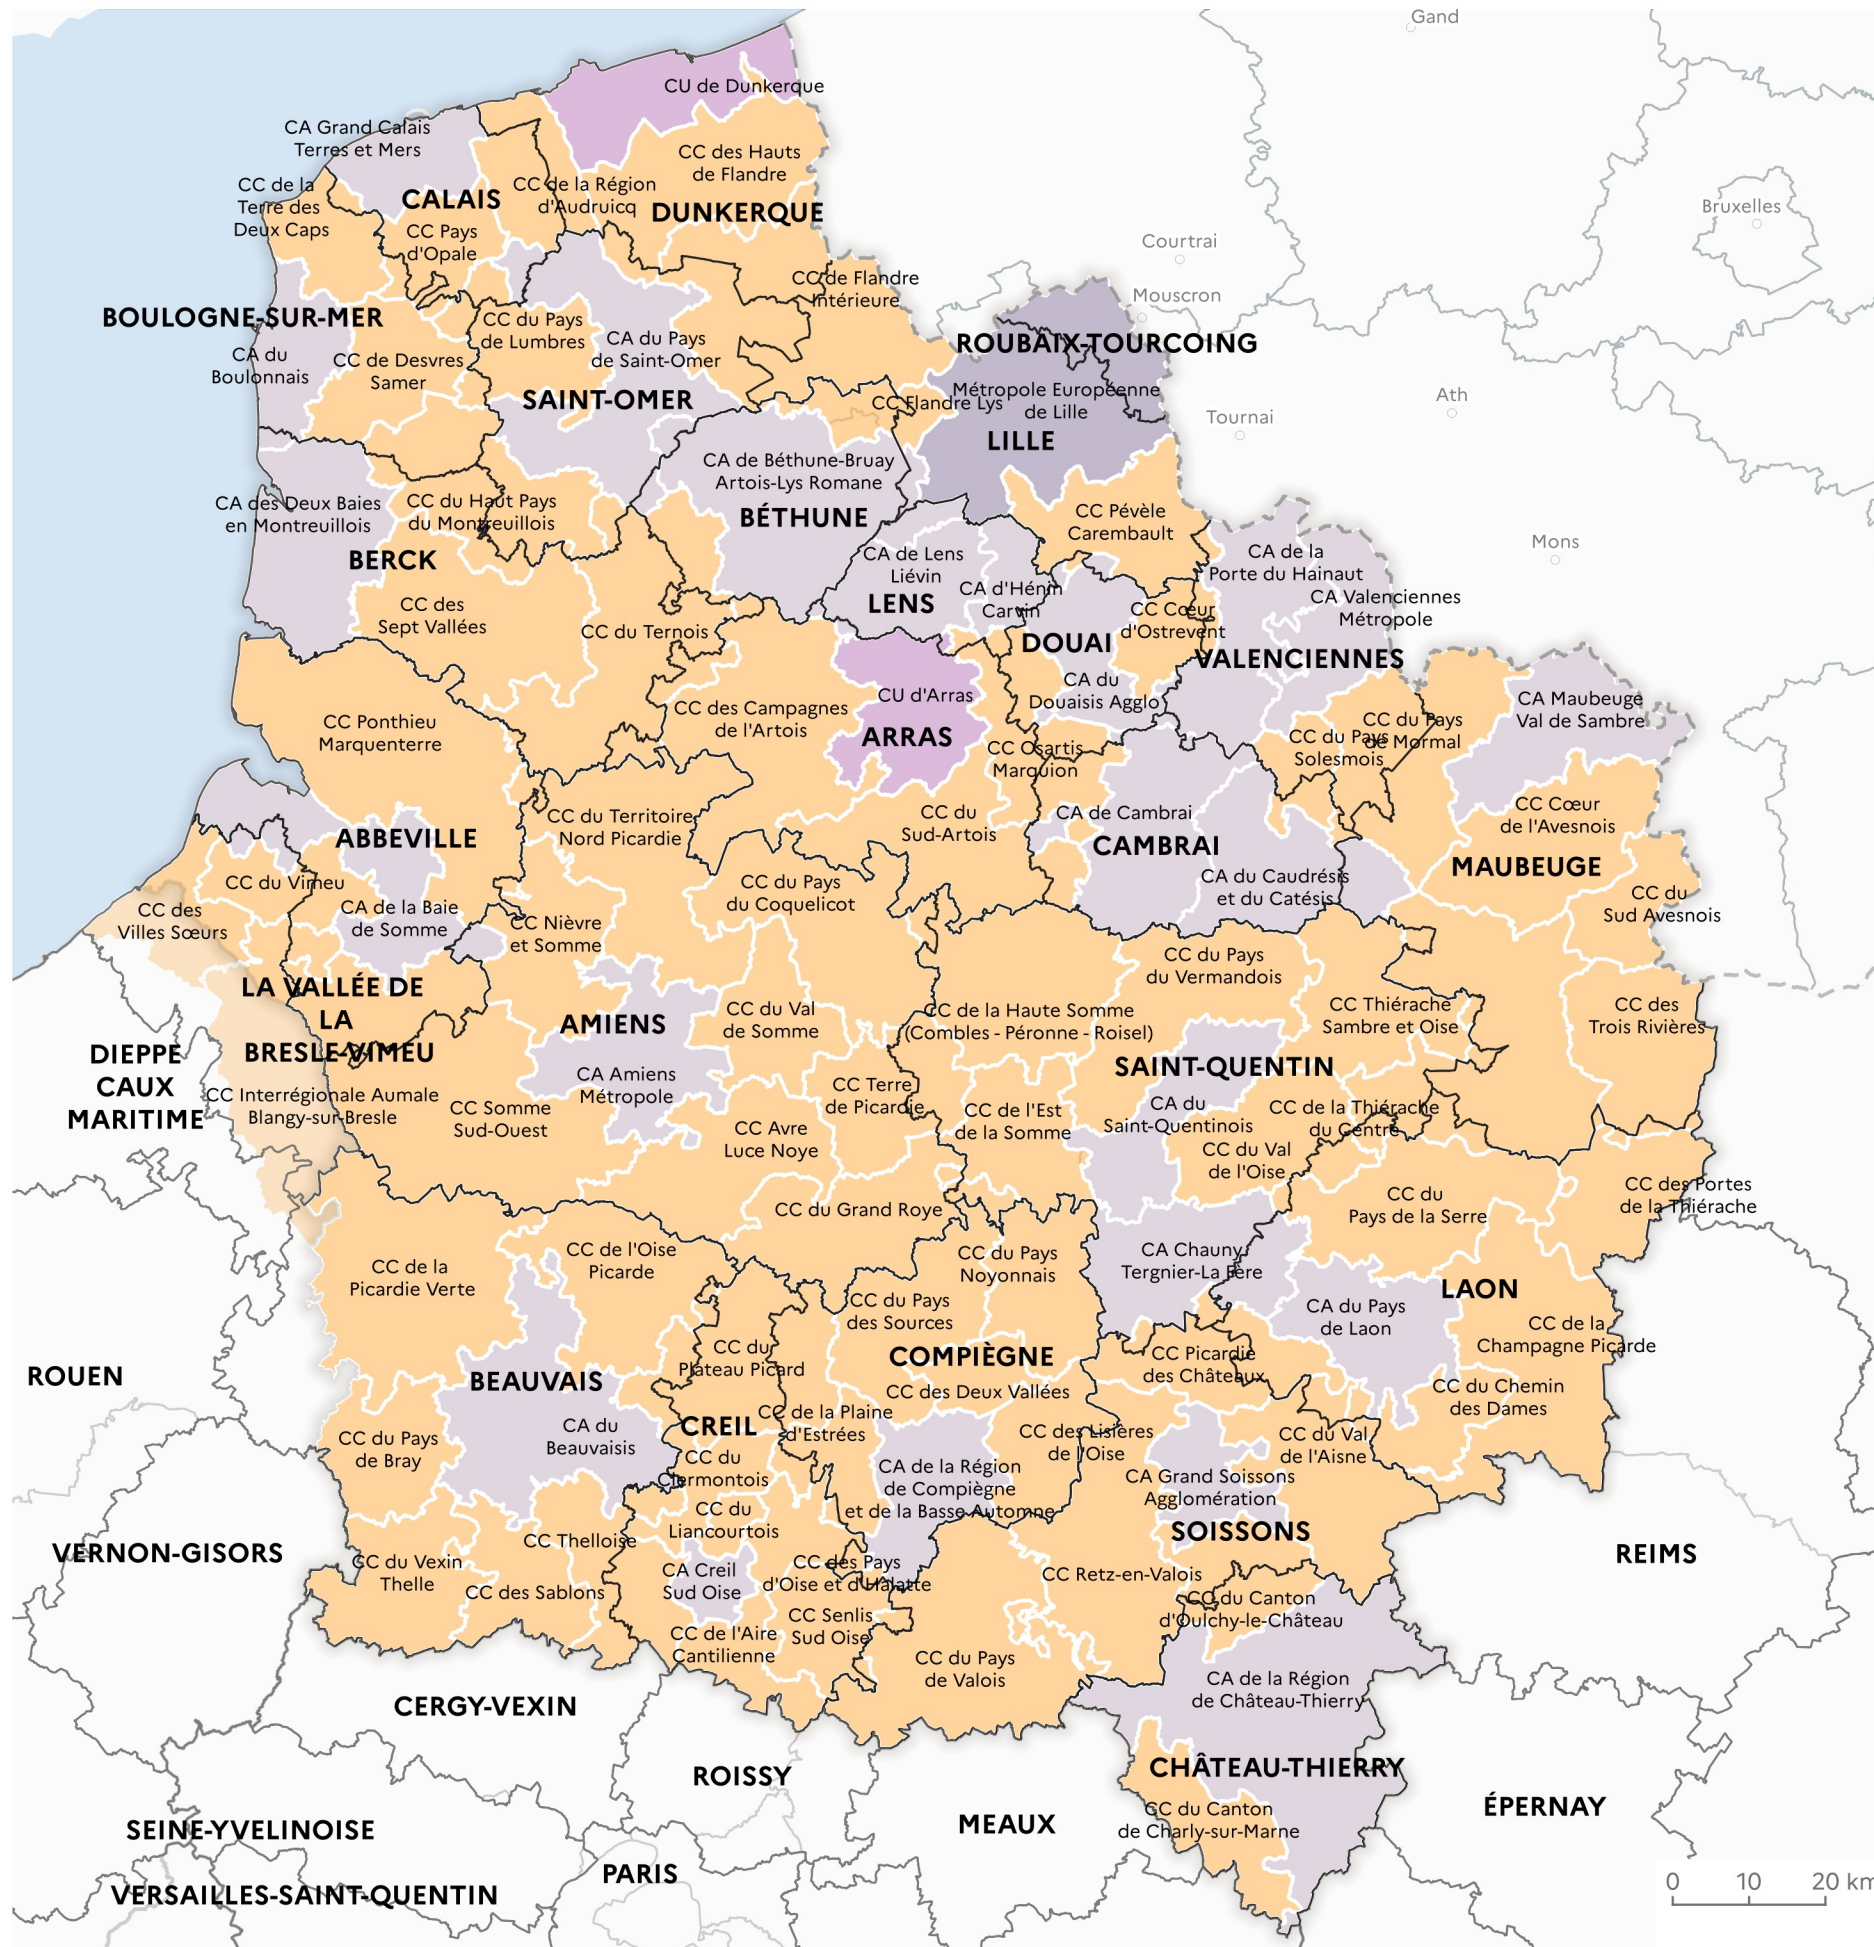 Gand
CU de Dunkerque
CA Grand Calais
Terres et Mers
CC des Hauts
de Flandre
CC de la
Terre des
Deux Caps
CALAIS
CC de la Région
d'Audruicq
DUNKERQUE
Bruxelles
CC Pays
d'Opale
Courtrai
CC de Flandre
Intérieure
Mouscron
BOULOGNE-SUR-MER
CC du Pays
de Lumbres
CA du Pays
de Saint-Omer
ROUBAIX-TOURCOING
CA du
Boulonnais
CC de Desvres
Samer
SAINT-OMER
CC Flandre Lys
Métropole Européenne
de Lille
Ath
Tournai
LILLE
CA de Béthune-Bruay
Artois-Lys Romane
BÉTHUNE
CA des Deux Baies
en Montreuillois
CC du Haut Pays
du Montreuillois
CC Pévèle
Carembault
Mons
BERCK
CA de Lens
Liévin
LENS
CA d'Hénin
Carvin
CA de la
Porte du Hainaut
CA Valenciennes
Métropole
CC des
Sept Vallées
CC du Ternois
DOUAI
CC Cœur
d'Ostrevent
VALENCIENNES
CU d'Arras
ARRAS
CA du
Douaisis Agglo
CA Maubeuge
Val de Sambre
CC Ponthieu
Marquenterre
CC des Campagnes
de l'Artois
CC Osartis
Marquion
CC du Pays
Solesmois
CC du Pays
de Mormal
CC du Territoire
Nord Picardie
CC du
Sud-Artois
CA de Cambrai
CAMBRAI
CC Cœur
de l'Avesnois
MAUBEUGE
ABBEVILLE
CC du Vimeu
CC du Pays
du Coquelicot
CA du Caudrésis
et du Catésis
CC du
Sud Avesnois
CC des
Villes Sœurs
CA de la Baie
de Somme
CC Nièvre
et Somme
CC du Pays
du Vermandois
LA VALLÉE DE
LA
BRESLE-VIMEU
AMIENS
CC du Val
de Somme
CC de la Haute Somme
(Combles - Péronne - Roisel)
CC Thiérache
Sambre et Oise
CC des
Trois Rivières
DIEPPE
CAUX
MARITIME
SAINT-QUENTIN
CC Interrégionale Aumale
Blangy-sur-Bresle
CC Somme
Sud-Ouest
CA Amiens
Métropole
CC Terre
de Picardie
CC de l'Est
de la Somme
CA du
Saint-Quentinois
CC de la Thiérache
du Centre
CC Avre
Luce Noye
CC du Val
de l'Oise
CC du Grand Roye
CC du
Pays de la Serre
CC des Portes
de la Thiérache
CC de la
Picardie Verte
CC de l'Oise
Picarde
CC du Pays
Noyonnais
CA Chauny
Tergnier-La Fère
LAON
CC du Pays
des Sources
CA du Pays
de Laon
CC de la
Champagne Picarde
ROUEN
BEAUVAIS
CC du
Plateau Picard
COMPIÈGNE
CC Picardie
des Châteaux
CC des Deux Vallées
CC du Chemin
des Dames
CC du Pays
de Bray
CA du
Beauvaisis
CREIL
CC de la Plaine
d'Estrées
CC des Lisières
de l'Oise
CC du Val
de l'Aisne
CC du
Clermontois
CA de la Région
de Compiègne
et de la Basse Automne
CA Grand Soissons
Agglomération
SOISSONS
CC du
Liancourtois
VERNON-GISORS
CC Thelloise
REIMS
CC du Vexin
Thelle
CC des Sablons
CA Creil
Sud Oise
CC des Pays
d'Oise et d'Halatte
CC Retz-en-Valois
CC du Canton
d'Oulchy-le-Château
CC de l'Aire
Cantilienne
CC Senlis
Sud Oise
CC du Pays
de Valois
CA de la Région
de Château-Thierry
CERGY-VEXIN
ROISSY
CHÂTEAU-THIERRY
MEAUX
CC du Canton
de Charly-sur-Marne
ÉPERNAY
SEINE-YVELINOISE
PARIS
VERSAILLES-SAINT-QUENTIN
0 10 20 km